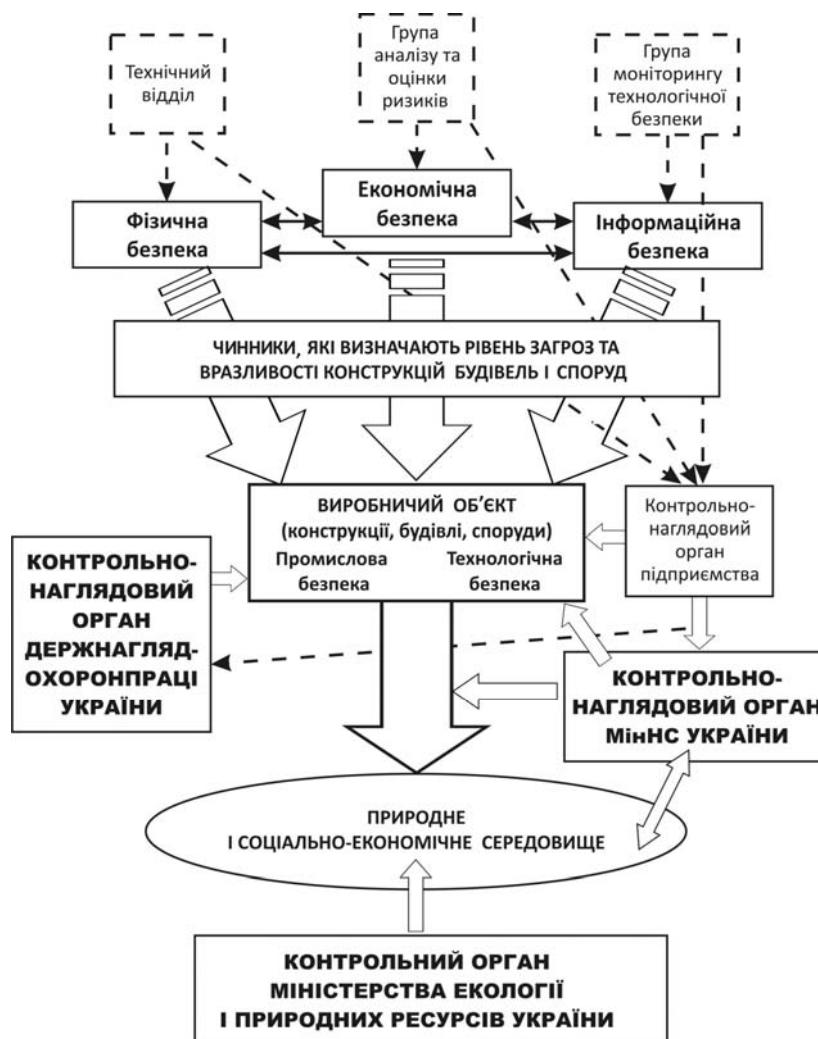 Технічний
відділ
Група
аналізу та
оцінки
ризиків
Група
моніторингу
технологічної
безпеки
Фізична
безпека
Економічна
безпека
Інформаційна
безпека
ЧИННИКИ, ЯКІ ВИЗНАЧАЮТЬ РІВЕНЬ ЗАГРОЗ ТА
ВРАЗЛИВОСТІ КОНСТРУКЦІЙ БУДІВЕЛЬ І СПОРУД
ВИРОБНИЧИЙ ОБ’ЄКТ
(конструкції, будівлі, споруди)
Промислова
безпека
Технологічна
безпека
Контрольно-
наглядовий
орган
підприємства
КОНТРОЛЬНО-
НАГЛЯДОВИЙ
ОРГАН
ДЕРЖНАГЛЯД-
ОХОРОНПРАЦІ
УКРАЇНИ
КОНТРОЛЬНО-
НАГЛЯДОВИЙ ОРГАН
МінНС УКРАЇНИ
ПРИРОДНЕ
І СОЦІАЛЬНО-ЕКОНОМІЧНЕ СЕРЕДОВИЩЕ
КОНТРОЛЬНИЙ ОРГАН
МІНІСТЕРСТВА ЕКОЛОГІЇ
І ПРИРОДНИХ РЕСУРСІВ УКРАЇНИ